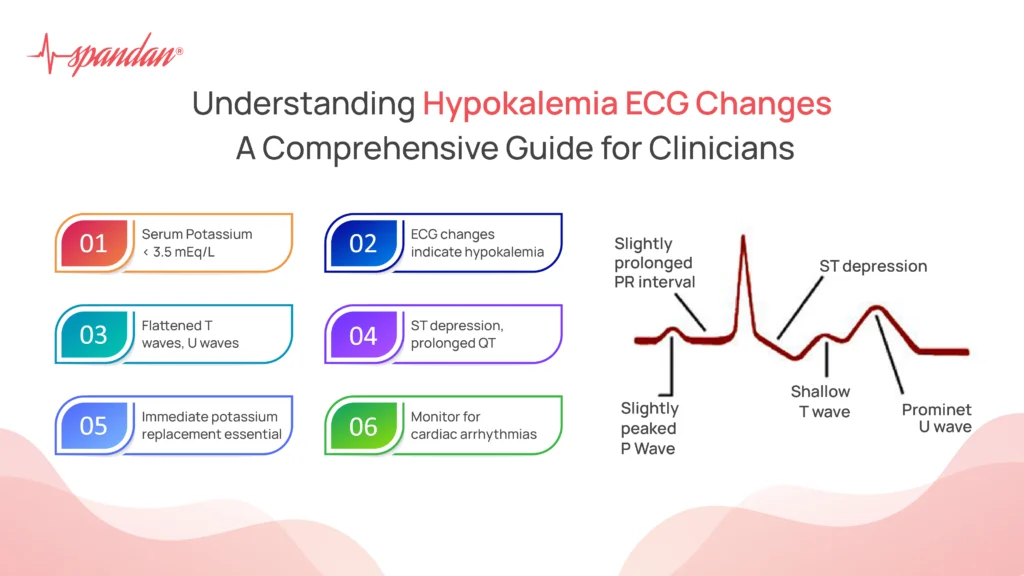 spandan®
Understanding Hypokalemia ECG Changes
A Comprehensive Guide for Clinicians
01
Serum Potassium
< 3.5 mEq/L
02
ECG changes
indicate hypokalemia
03
Flattened T
waves, U waves
04
ST depression,
prolonged QT
05
Immediate potassium
replacement essential
06
Monitor for
cardiac arrhythmias
Slightly
prolonged
PR interval
ST depression
Slightly
peaked
P Wave
Shallow
T wave
Prominet
U wave